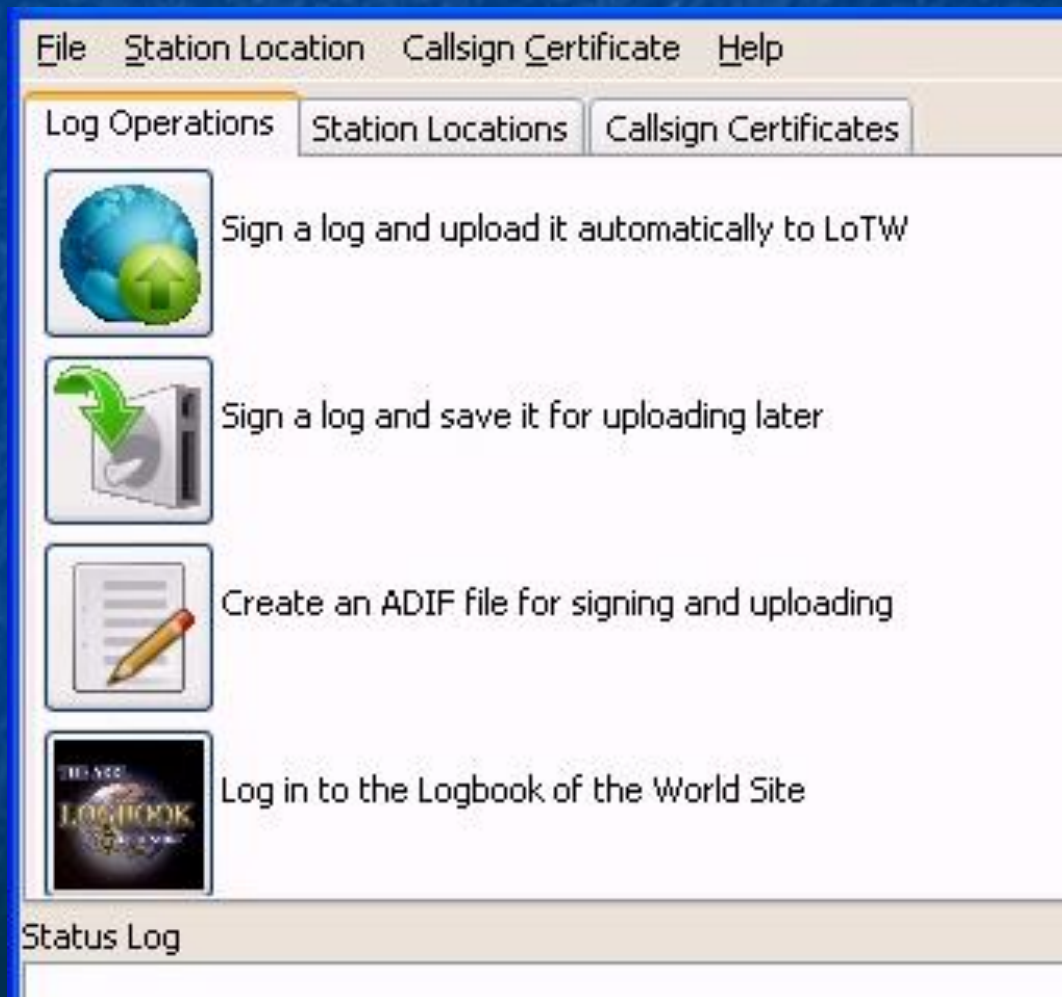 File Station Location Callsign Certificate Help
Log Operations Station Locations Callsign Certificates
Sign a log and upload it automatically to LoTW
Sign a log and save it for uploading later
Create an ADIF file for signing and uploading
LOGBOOK
Log in to the Logbook of the World Site
Status Log